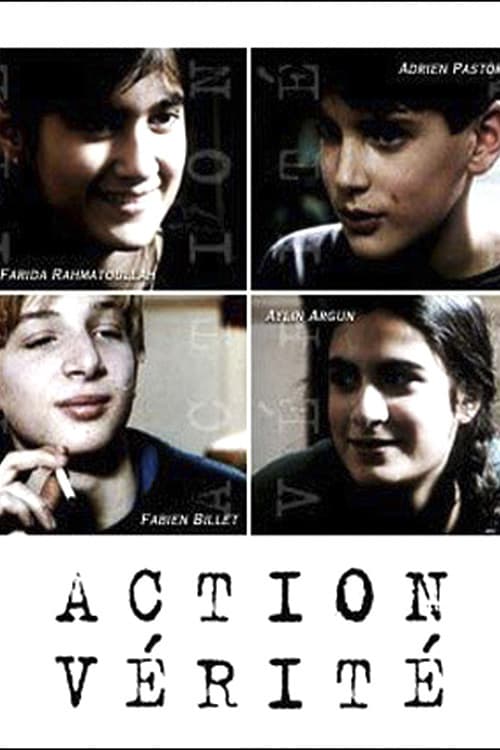 FARIDA RAHMATOULLAH
ADRIEN PASTOR
FABIEN BILLET
AYLIN ARGUN
ACTION
VÉRITÉ